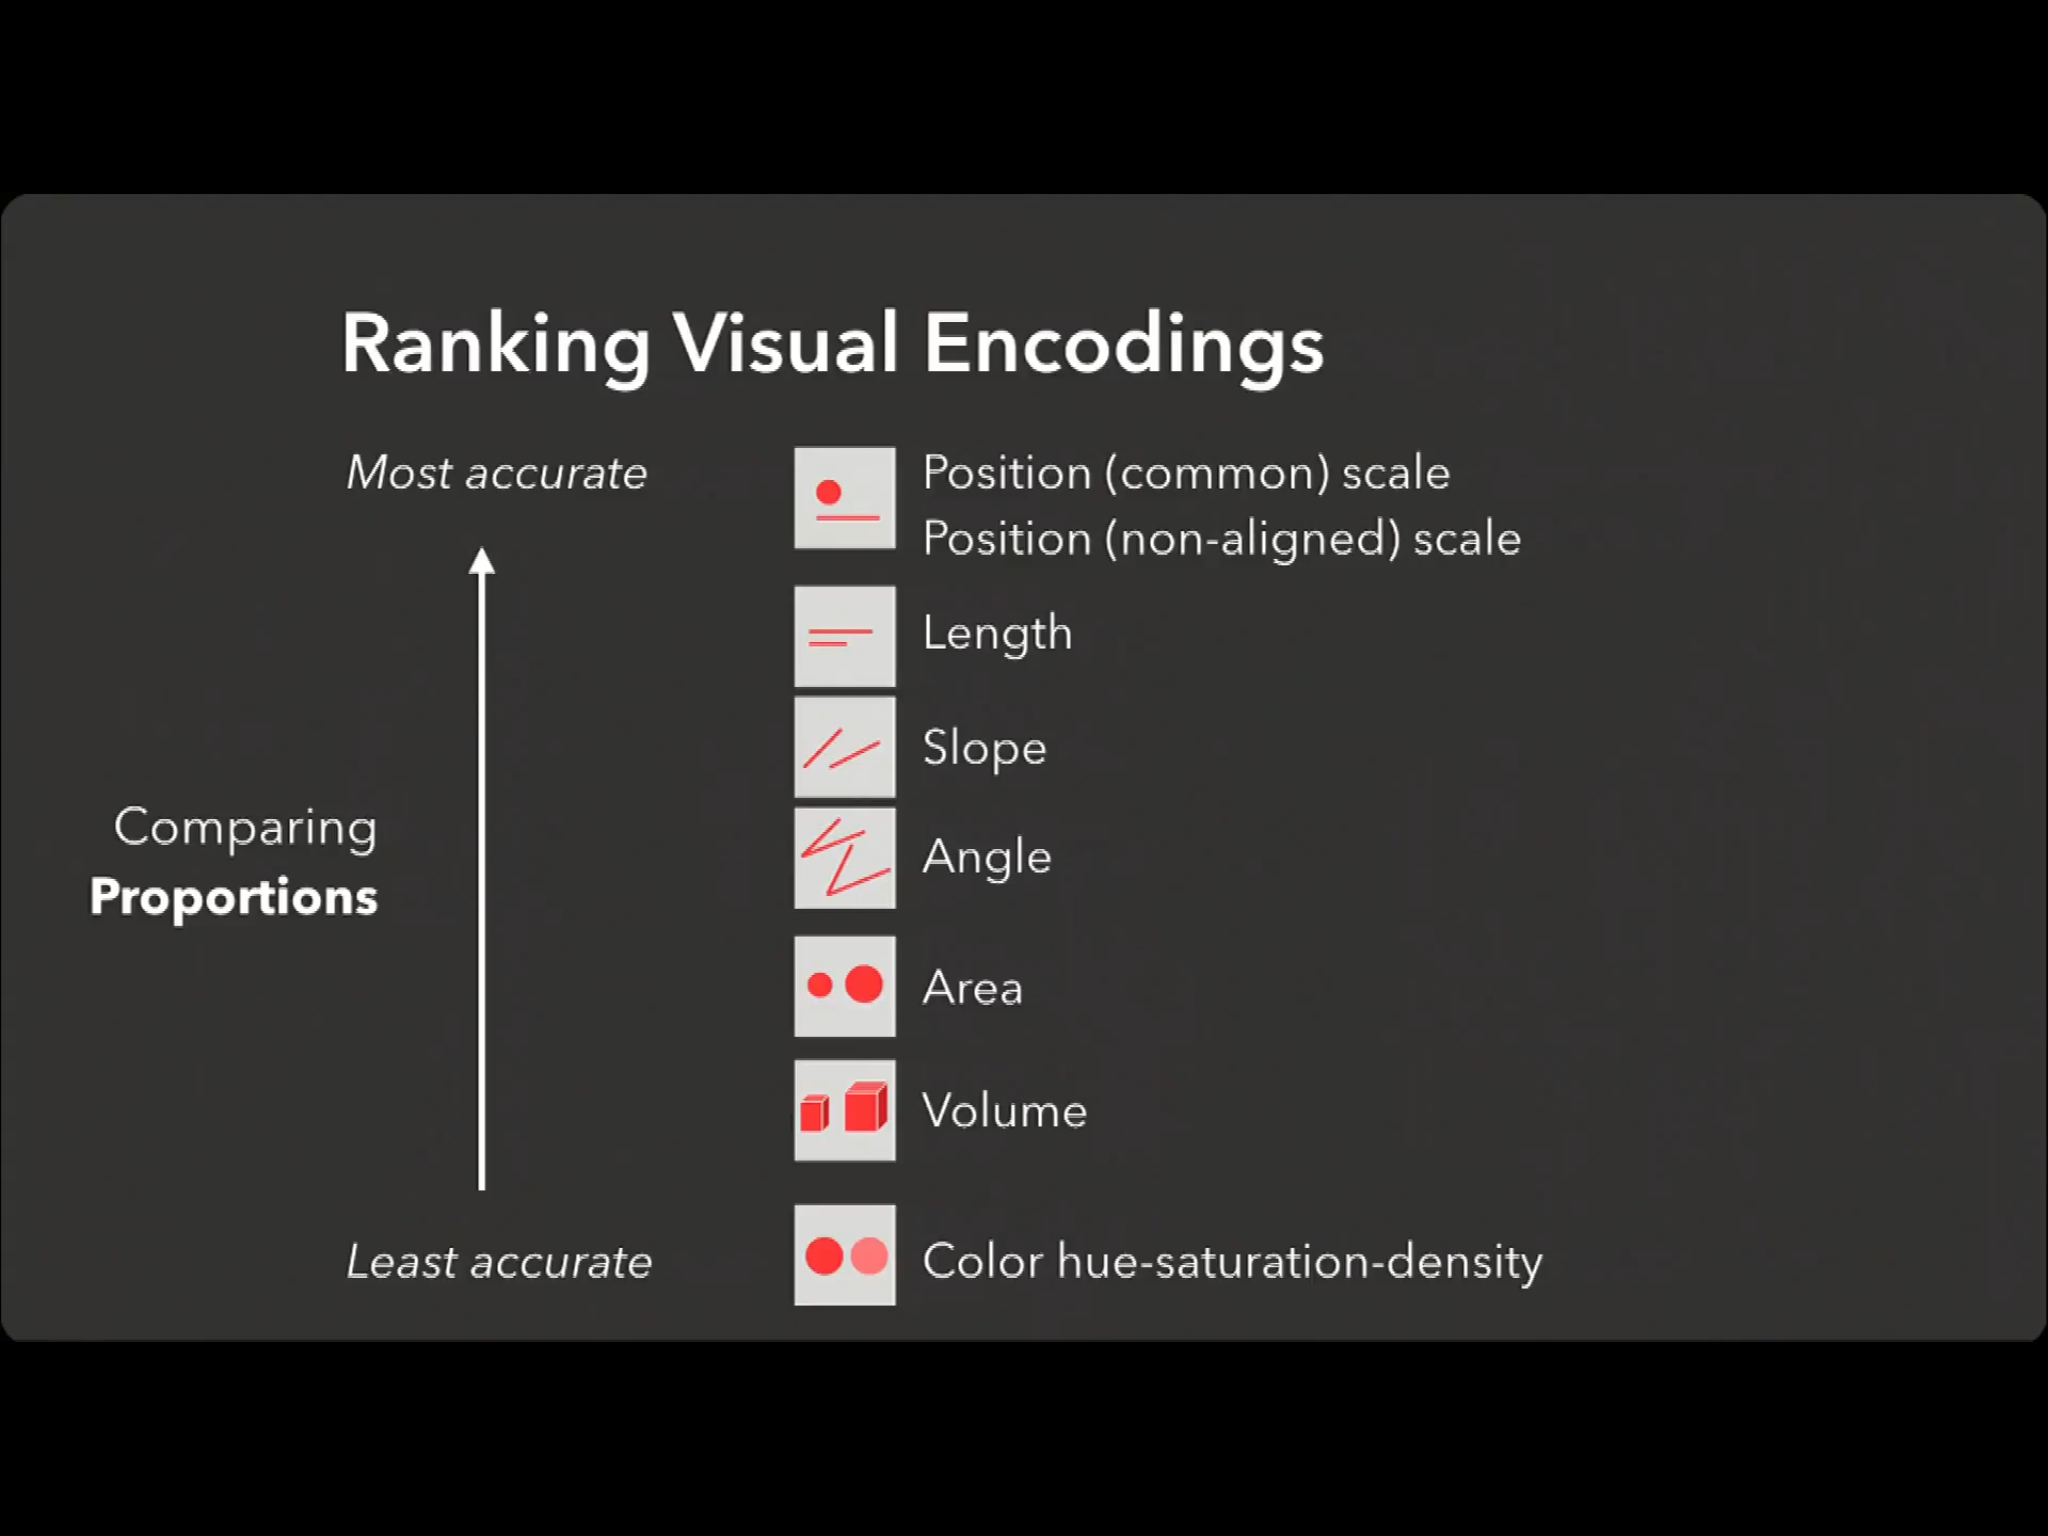 Ranking Visual Encodings
Most accurate
Position (common) scale
Position (non-aligned) scale
Length
Slope
Comparing
Proportions
Angle
Area
Volume
Least accurate
Color hue-saturation-density